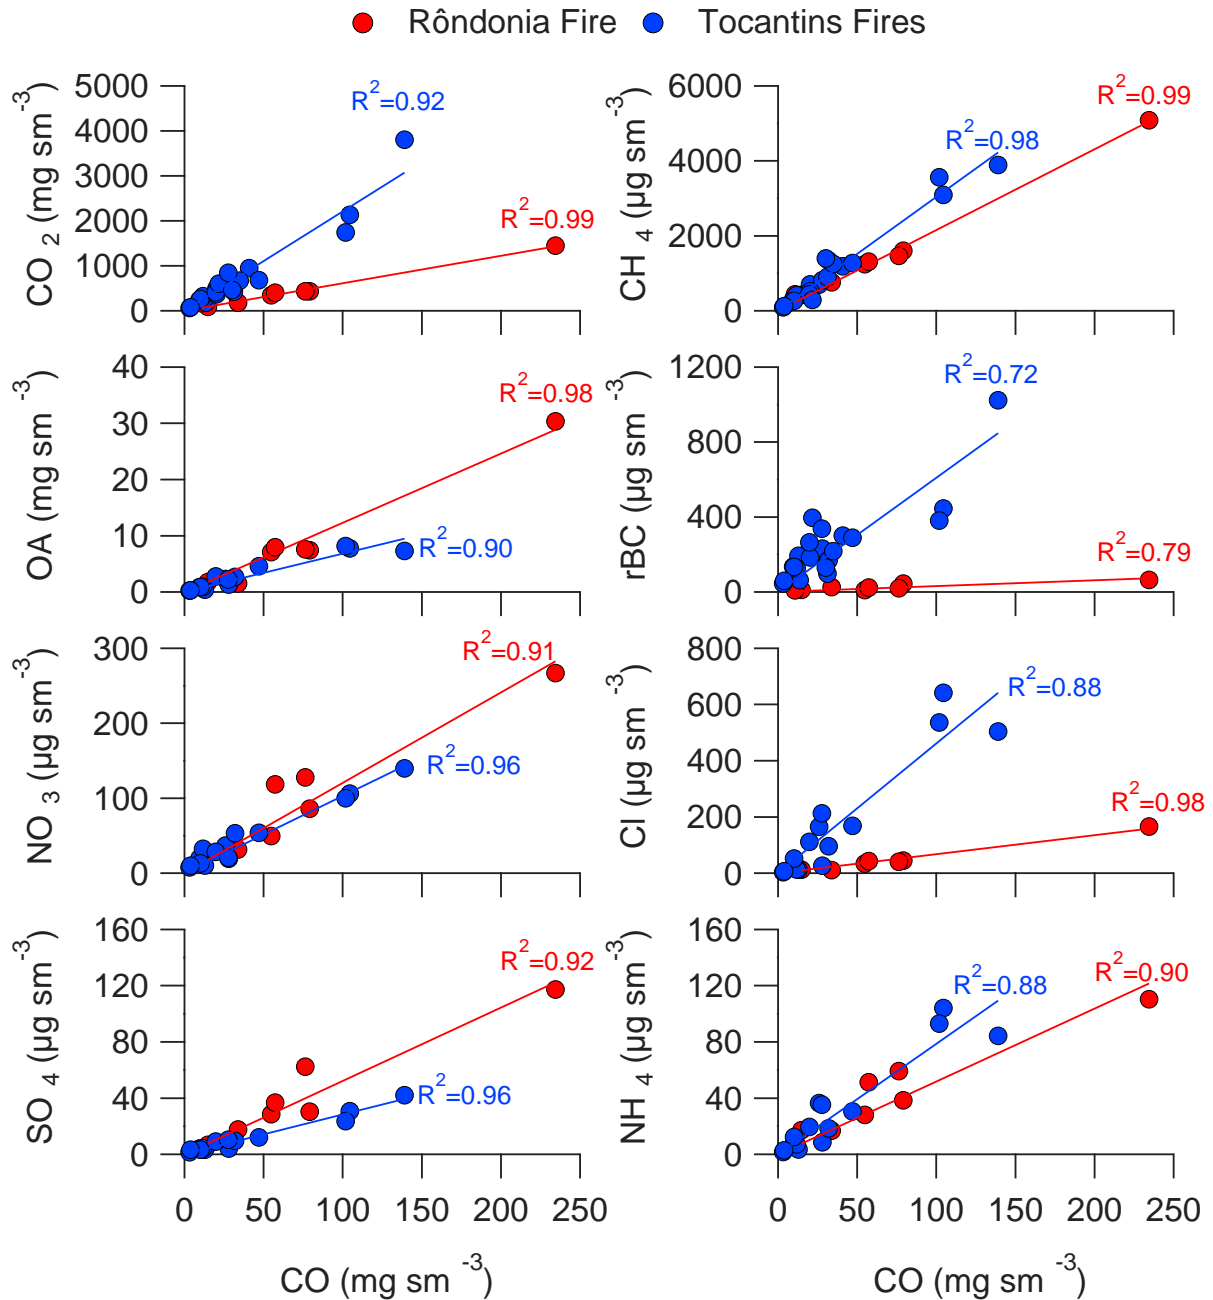 Rôndonia Fire Tocantins Fires
CO 2 (mg sm -3)
5000
4000
3000
2000
1000
0
R2=0.92
R2=0.99
CH 4 (µg sm -3)
6000
4000
2000
0
R2=0.98
R2=0.99
OA (mg sm -3)
40
30
20
10
0
R2=0.98
R2=0.90
rBC (µg sm -3)
1200
800
400
0
R2=0.72
R2=0.79
NO 3 (µg sm -3)
300
200
100
0
R2=0.91
R2=0.96
Cl (µg sm -3)
800
600
400
200
0
R2=0.88
R2=0.98
SO 4 (µg sm -3)
160
120
80
40
0
R2=0.92
R2=0.96
0 50 100 150 200 250
CO (mg sm -3)
NH 4 (µg sm -3)
160
120
80
40
0
R2=0.88
R2=0.90
0 50 100 150 200 250
CO (mg sm -3)